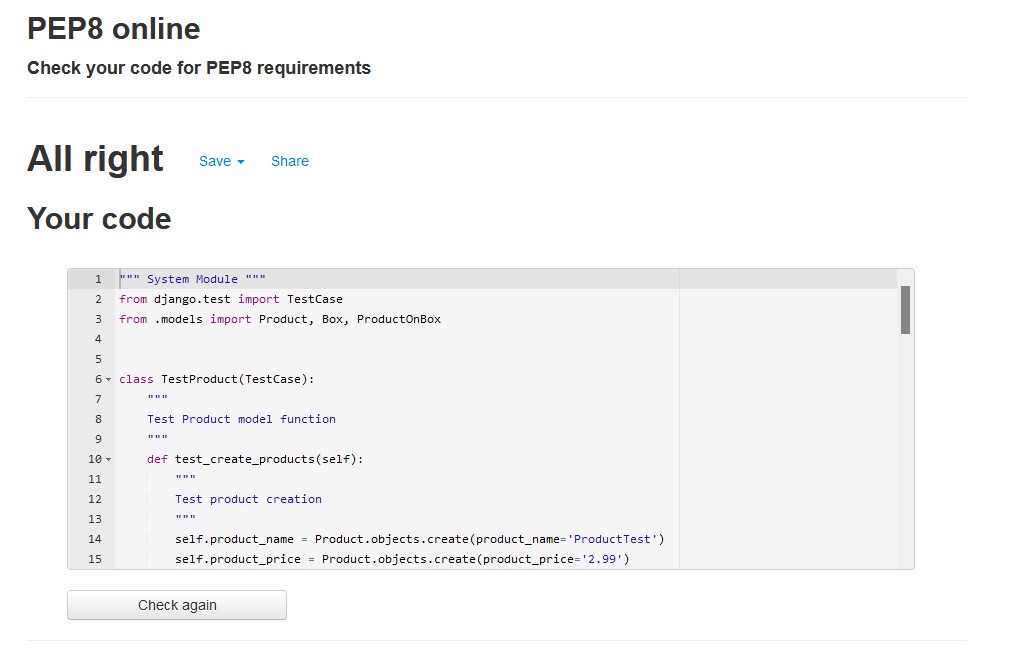 PEP8 online
Check your code for PEP8 requirements
All right Save Share
Your code
1 """ System Module """
2 from django.test import TestCase
3 from .models import Product, Box, ProductOnBox
4
5
6 class TestProduct(TestCase):
7 """
8 Test Product model function
9 """
10 def test_create_products(self):
11 """
12 Test product creation
13 """
14 self.product_name = Product.objects.create(product_name='ProductTest')
15 self.product_price = Product.objects.create(product_price='2.99')
Check again